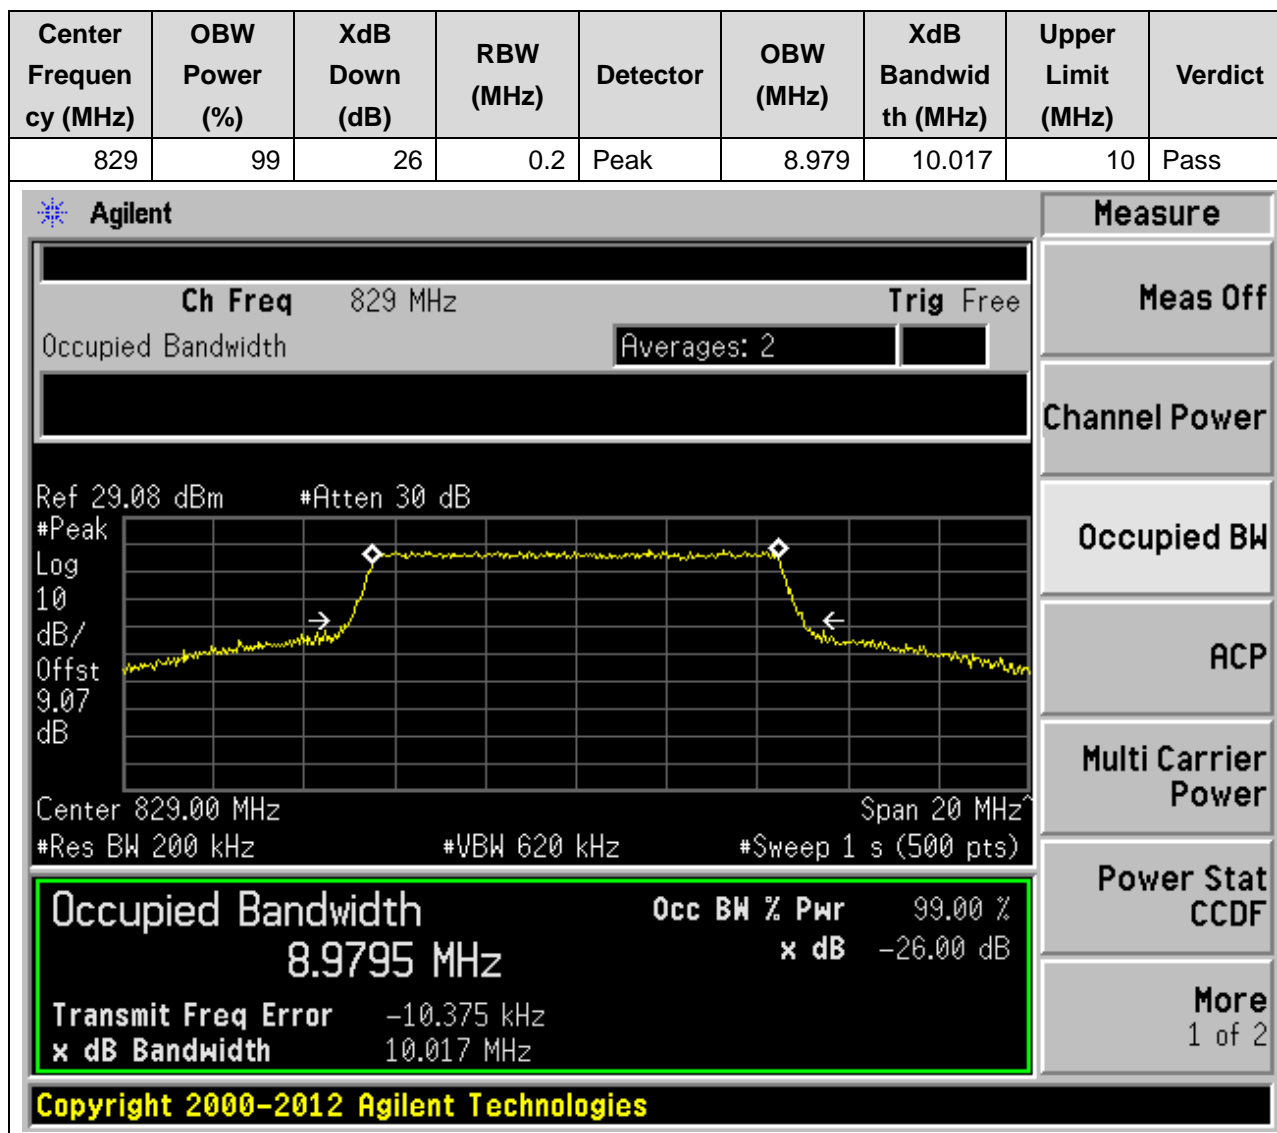 Center Frequen cy (MHz) | OBW Power (%) | XdB Down (dB) | RBW (MHz) | Detector | OBW (MHz) | XdB Bandwid th (MHz) | Upper Limit (MHz) | Verdict
829 | 99 | 26 | 0.2 | Peak | 8.979 | 10.017 | 10 | Pass
Agilent
Measure
Ch Freq 829 MHz Trig Free
Occupied Bandwidth Averages: 2
Ref 29.08 dBm #Atten 30 dB
#Peak
Log
10
dB/
Offst
9.07
dB
Center 829.00 MHz Span 20 MHz^
#Res BW 200 kHz #VBW 620 kHz #Sweep 1 s (500 pts)
Occupied Bandwidth
8.9795 MHz
Occ BW % Pwr 99.00 %
x dB -26.00 dB
Transmit Freq Error -10.375 kHz
x dB Bandwidth 10.017 MHz
Meas Off
Channel Power
Occupied BW
ACP
Multi Carrier
Power
Power Stat
CCDF
More
1 of 2
Copyright 2000-2012 Agilent Technologies